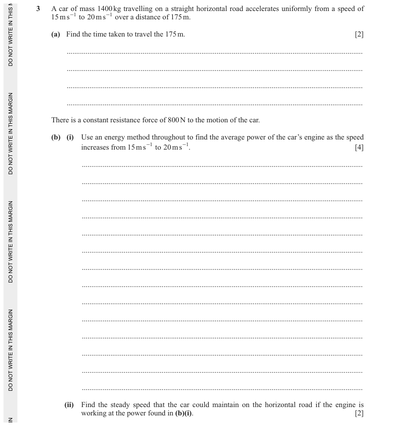 3 A car of mass 1400 kg travelling on a straight horizontal road accelerates uniformly from a speed of
15 m s⁻¹ to 20 m s⁻¹ over a distance of 175 m.
(a) Find the time taken to travel the 175 m. [2]
There is a constant resistance force of 800 N to the motion of the car.
(b) (i) Use an energy method throughout to find the average power of the car's engine as the speed
increases from 15 m s⁻¹ to 20 m s⁻¹. [4]
(ii) Find the steady speed that the car could maintain on the horizontal road if the engine is
working at the power found in (b)(i). [2]
DO NOT WRITE IN THIS M
DO NOT WRITE IN THIS MARGIN
DO NOT WRITE IN THIS MARGIN
DO NOT WRITE IN THIS MARGIN
IN